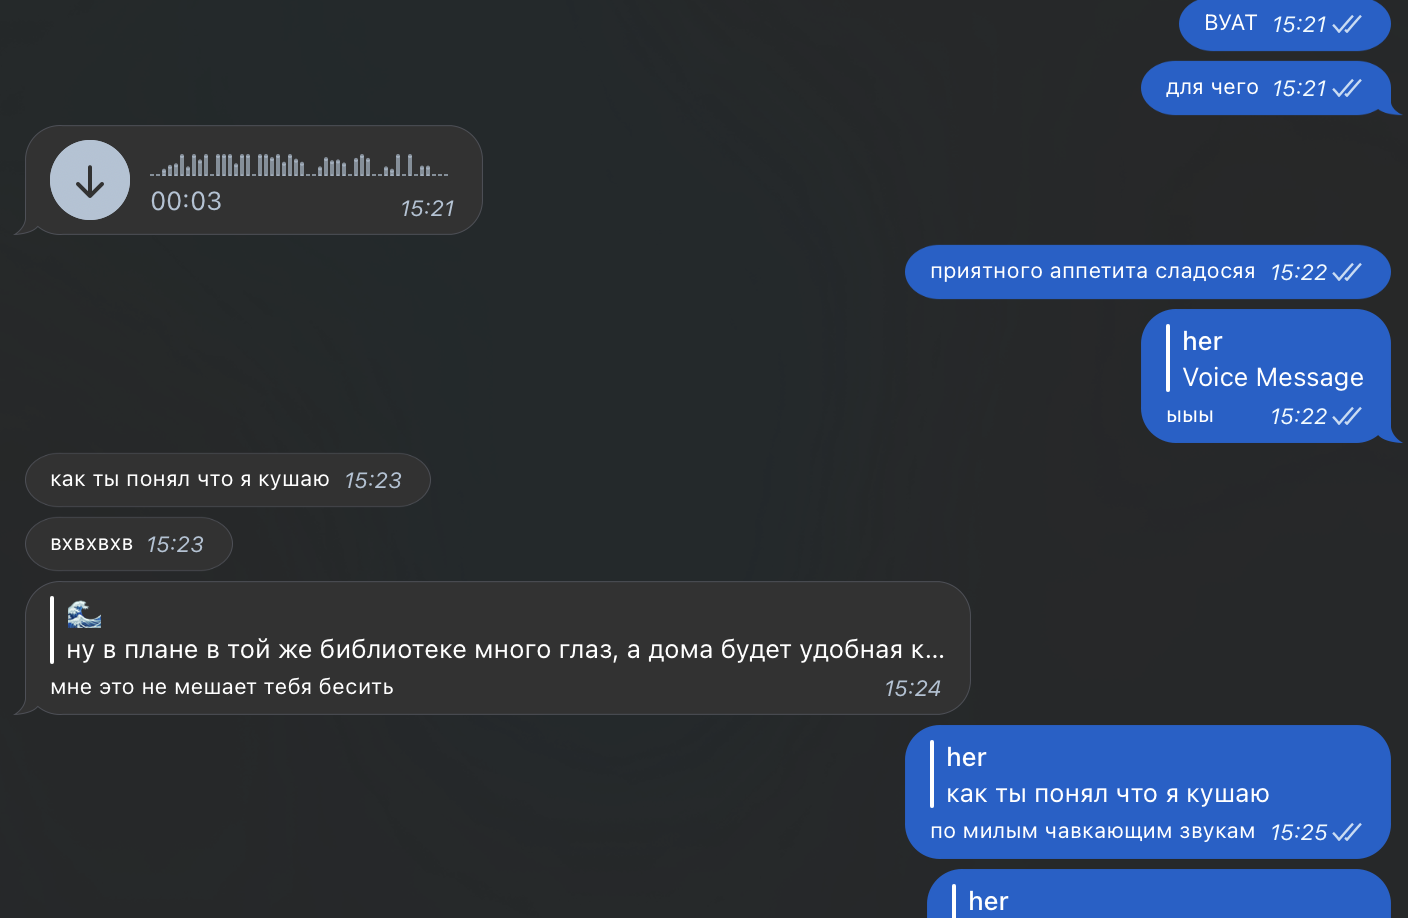 ВУАТ 15:21
для чего 15:21
00:03 15:21
приятного аппетита сладосяя 15:22
her
Voice Message
ыыы 15:22
как ты понял что я кушаю 15:23
вхвхвхв 15:23
ну в плане в той же библиотеке много глаз, а дома будет удобная к...
мне это не мешает тебя бесить 15:24
her
как ты понял что я кушаю
по милым чавкающим звукам 15:25
her